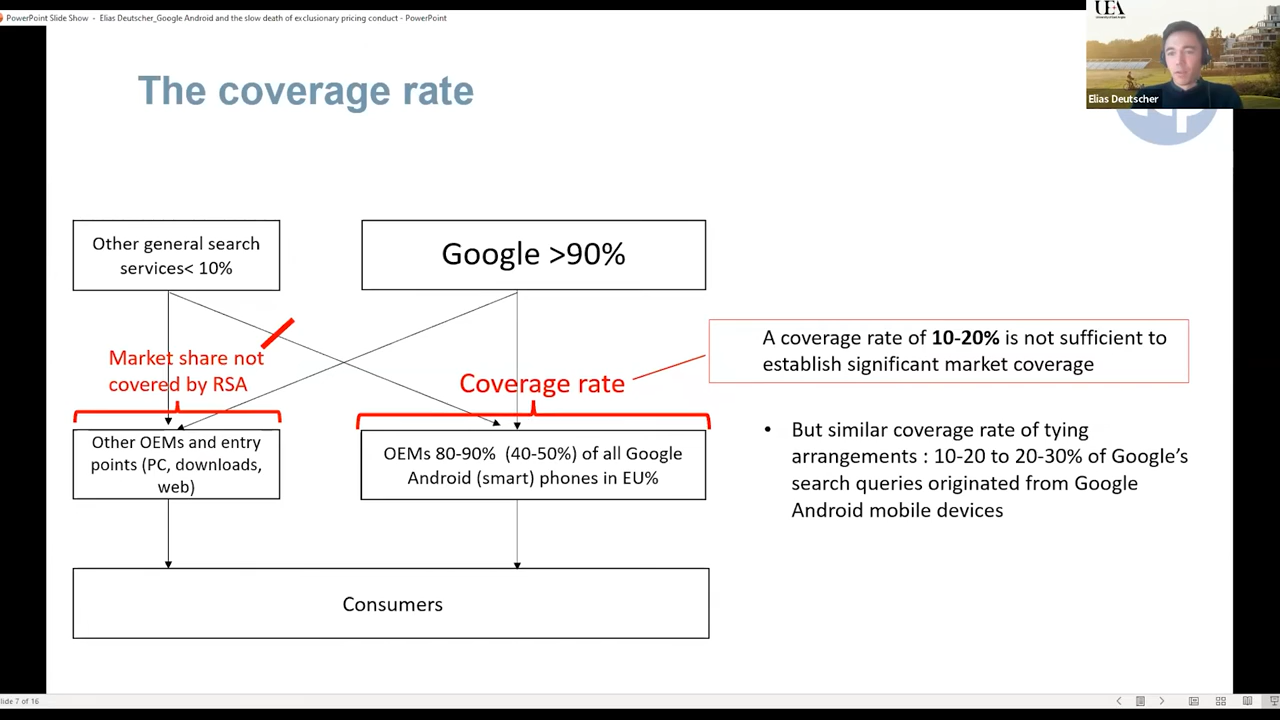 PowerPoint Slide Show - Elias Deutscher_Google Android and the slow death of exclusionary pricing conduct - PowerPoint
UEA
Elias Deutscher
The coverage rate
Other general search
services< 10%
Google >90%
Market share not
covered by RSA
Coverage rate
A coverage rate of 10-20% is not sufficient to
establish significant market coverage
Other OEMs and entry
points (PC, downloads,
web)
OEMs 80-90% (40-50%) of all Google
Android (smart) phones in EU%
• But similar coverage rate of tying
arrangements : 10-20 to 20-30% of Google's
search queries originated from Google
Android mobile devices
Consumers
lide 7 of 16